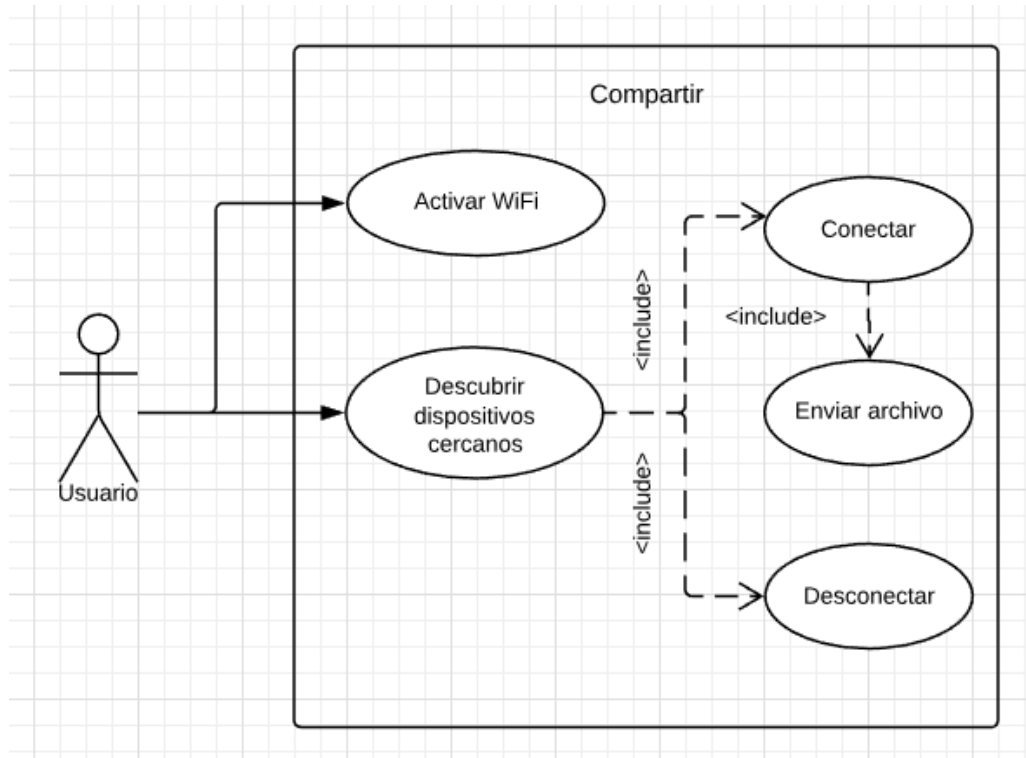 Compartir
Activar WiFi
Conectar
<include>
<include>
Descubrir
dispositivos
cercanos
Enviar archivo
<include>
Usuario
Desconectar